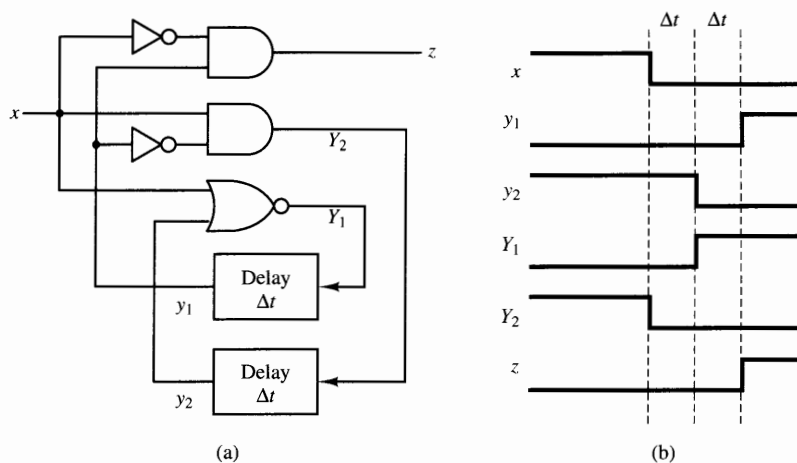 x
z
Y₂
Y₁
Delay
Δt
y₁
Delay
Δt
y₂
(a)
Δt Δt
x
y₁
y₂
Y₁
Y₂
z
(b)